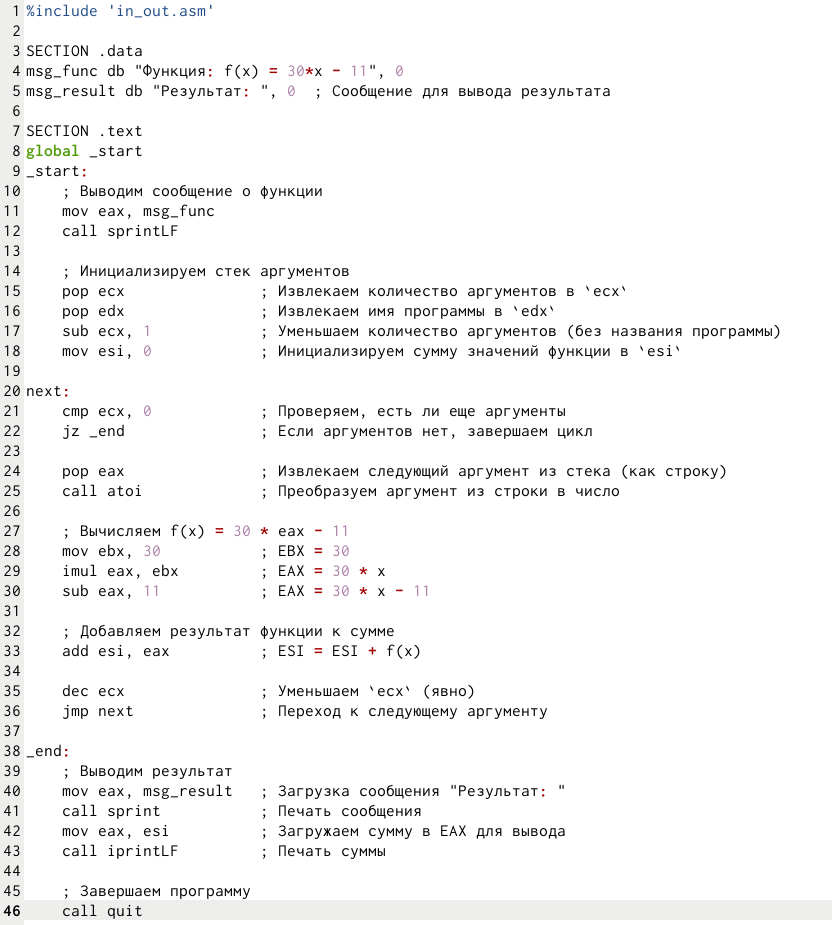 1 %include 'in_out.asm'
2
3 SECTION .data
4 msg_func db "Функция: f(x) = 30*x - 11", 0
5 msg_result db "Результат: ", 0  ; Сообщение для вывода результата
6
7 SECTION .text
8 global _start
9 _start:
10     ; Выводим сообщение о функции
11     mov eax, msg_func
12     call sprintLF
13
14     ; Инициализируем стек аргументов
15     pop ecx               ; Извлекаем количество аргументов в `ecx`
16     pop edx               ; Извлекаем имя программы в `edx`
17     sub ecx, 1            ; Уменьшаем количество аргументов (без названия программы)
18     mov esi, 0            ; Инициализируем сумму значений функции в `esi`
19
20 next:
21     cmp ecx, 0            ; Проверяем, есть ли еще аргументы
22     jz _end               ; Если аргументов нет, завершаем цикл
23
24     pop eax               ; Извлекаем следующий аргумент из стека (как строку)
25     call atoi             ; Преобразуем аргумент из строки в число
26
27     ; Вычисляем f(x) = 30 * eax - 11
28     mov ebx, 30           ; EBX = 30
29     imul eax, ebx         ; EAX = 30 * x
30     sub eax, 11           ; EAX = 30 * x - 11
31
32     ; Добавляем результат функции к сумме
33     add esi, eax          ; ESI = ESI + f(x)
34
35     dec ecx               ; Уменьшаем `ecx` (явно)
36     jmp next              ; Переход к следующему аргументу
37
38 _end:
39     ; Выводим результат
40     mov eax, msg_result   ; Загрузка сообщения "Результат: "
41     call sprint           ; Печать сообщения
42     mov eax, esi          ; Загружаем сумму в EAX для вывода
43     call iprintLF         ; Печать суммы
44
45     ; Завершаем программу
46     call quit